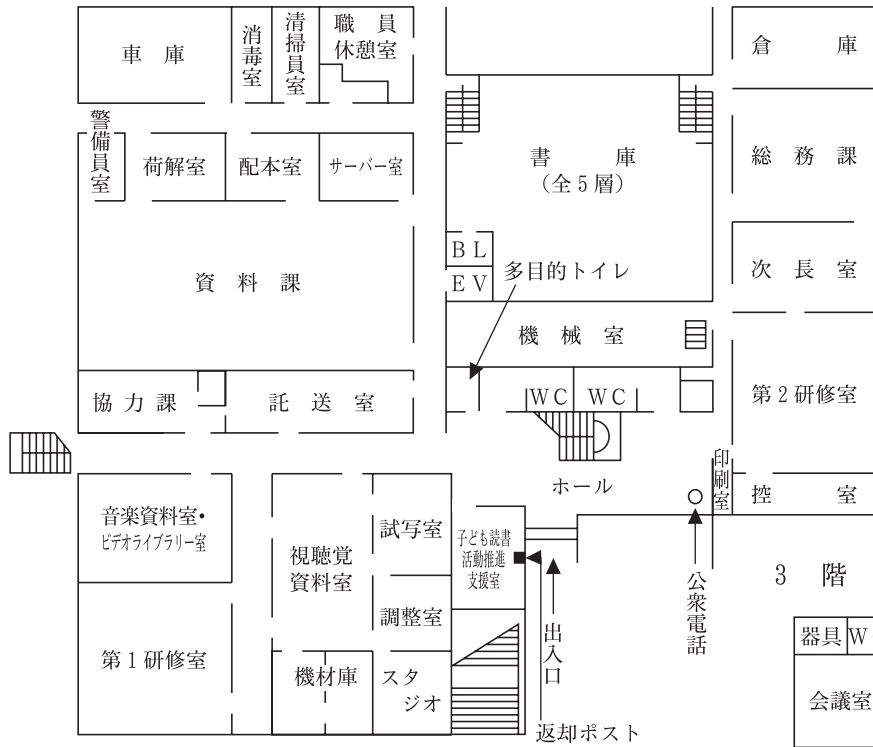 車庫
消毒室
清掃員室
職員
休憩室
倉庫
警備員室
荷解室
配本室
サーバー室
書庫
（全5層）
総務課
資料課
BL
EV
多目的トイレ
次長室
機械室
協力課
託送室
WC
WC
第2研修室
ホール
印刷室
控室
音楽資料室・
ビデオライブラリー室
視聴覚
資料室
試写室
子ども読書
活動推進
支援室
調整室
第1研修室
機材庫
スタ
ジオ
出入口
公衆電話
返却ポスト
3階
器具
W
会議室